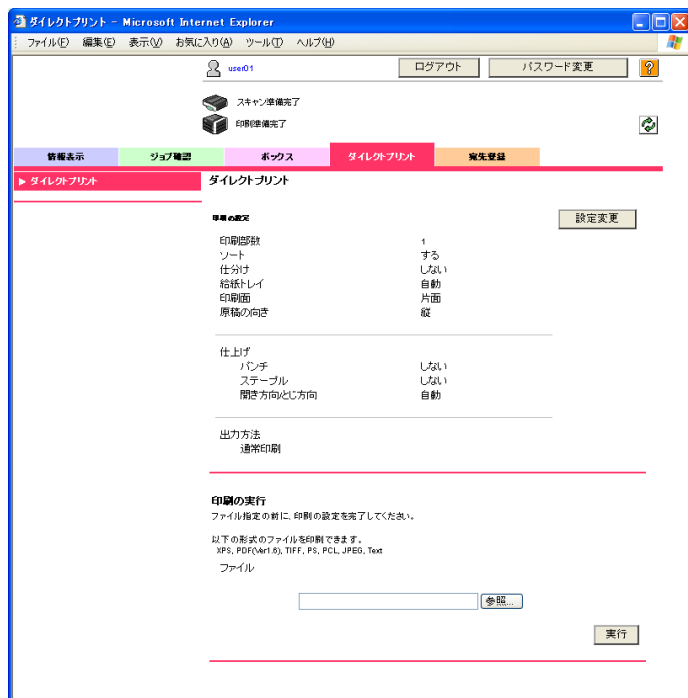 ダイレクトプリント - Microsoft Internet Explorer
ファイル(F) 編集(E) 表示(V) お気に入り(A) ツール(T) ヘルプ(H)
user01 ログアウト パスワード変更 ?
スキャン準備完了
印刷準備完了
情報表示 ジョブ確認 ボックス ダイレクトプリント 宛先登録
▶ ダイレクトプリント
ダイレクトプリント
印刷の設定 設定変更
印刷部数 1
ソート する
仕分け しない
給紙トレイ 自動
印刷面 片面
原稿の向き 縦
仕上げ
パンチ しない
ステープル しない
開き方向/とじ方向 自動
出力方法
通常印刷
印刷の実行
ファイル指定の前に、印刷の設定を完了してください。
以下の形式のファイルを印刷できます。
XPS, PDF(Ver1.6), TIFF, PS, PCL, JPEG, Text
ファイル
参照...
実行